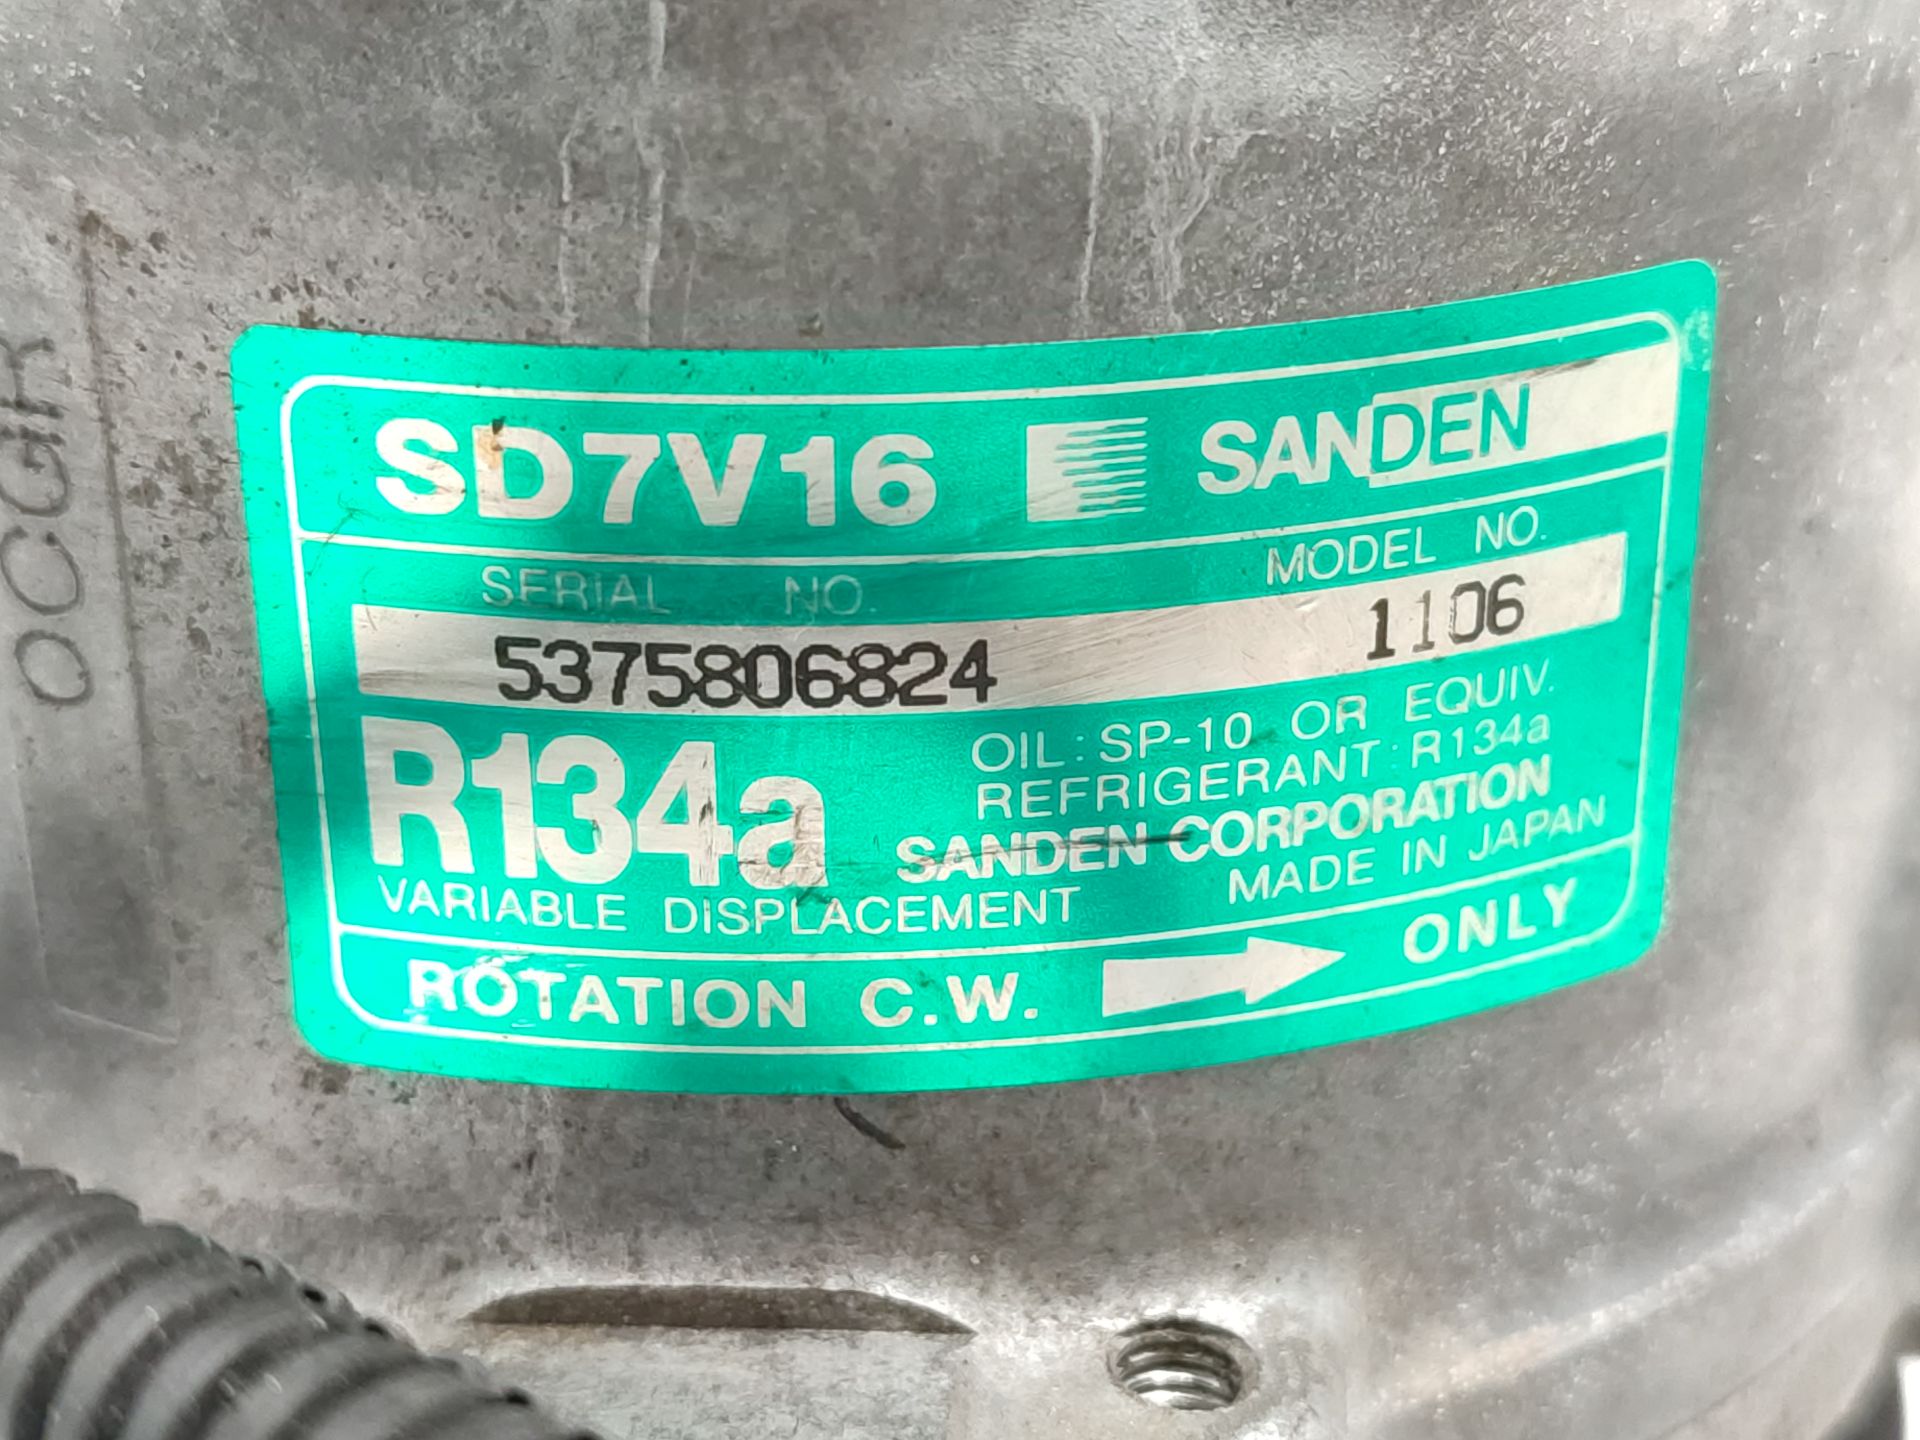 SD7V16 SANDEN
SERIAL NO. MODEL NO.
5375806824 1106
R134a
OIL : SP-10 OR EQUIV.
REFRIGERANT : R134a
SANDEN CORPORATION
VARIABLE DISPLACEMENT MADE IN JAPAN
ROTATION C.W. ONLY